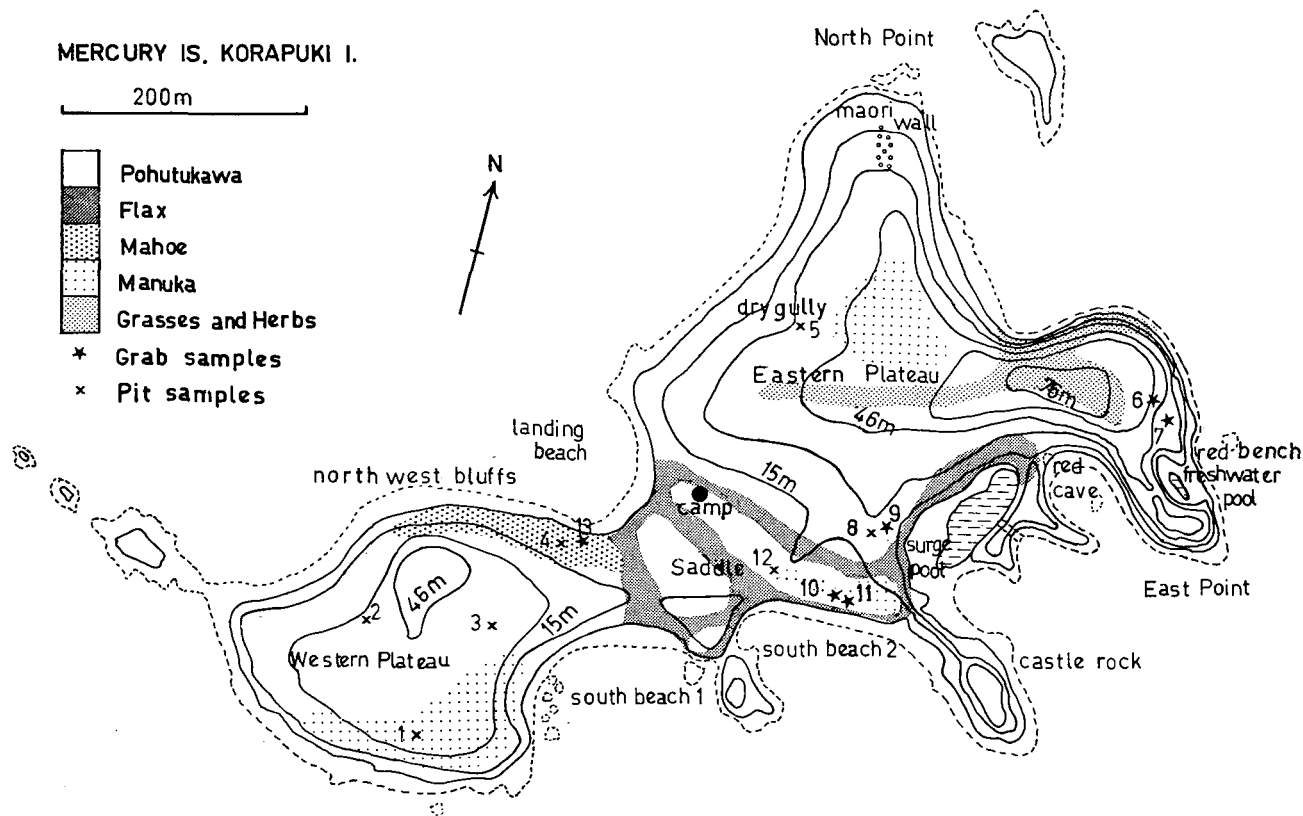 MERCURY IS, KORAPUKI I.
200m
Pohutukawa
Flax
Mahoe
Manuka
Grasses and Herbs
Grab samples
Pit samples
N
North Point
maori wall
dry gully
5
Eastern Plateau
76m
46m
6
7
red bench
freshwater
pool
landing
beach
north west bluffs
15m
camp
red
cave
8
9
surge
pool
4
13
Saddle
12
10
11
East Point
46m
2
3
15m
Western Plateau
south beach 2
castle rock
south beach 1
1